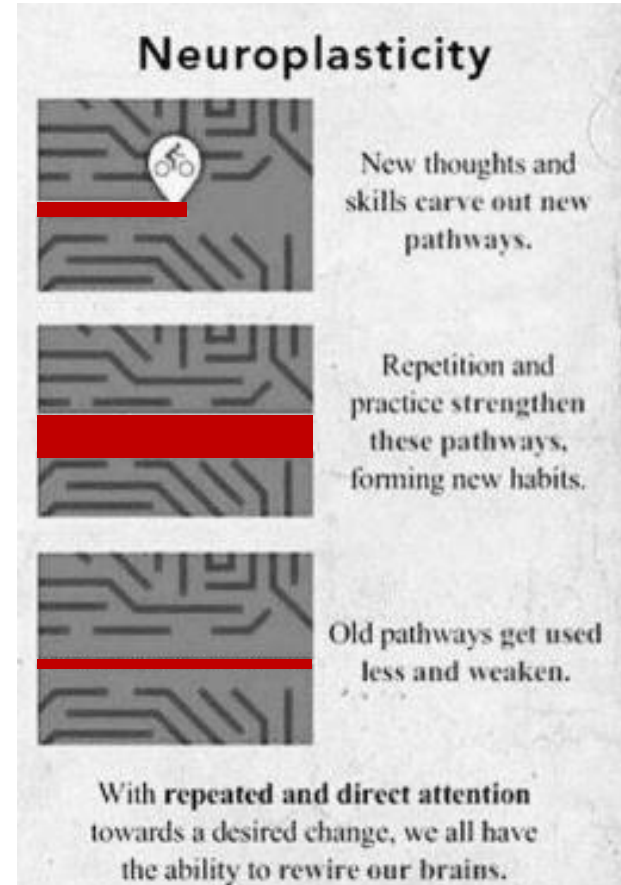 Neuroplasticity
New thoughts and
skills carve out new
pathways.
Repetition and
practice strengthen
these pathways,
forming new habits.
Old pathways get used
less and weaken.
With repeated and direct attention
towards a desired change, we all have
the ability to rewire our brains.